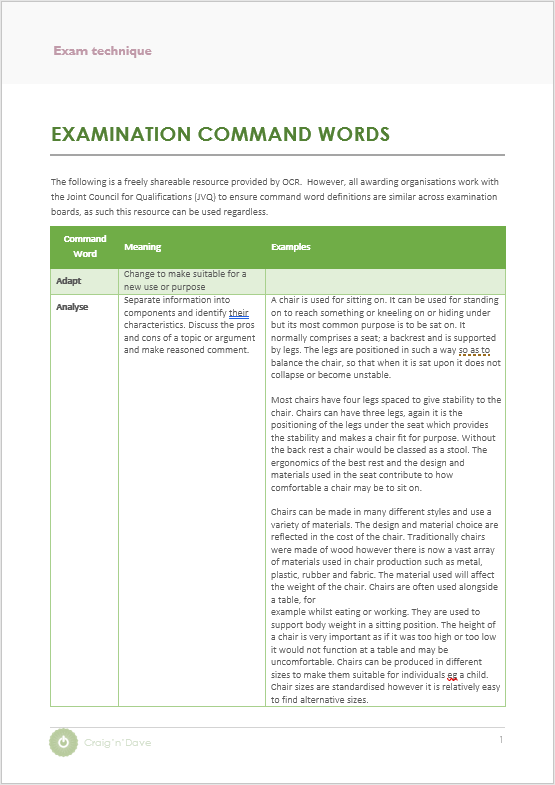 Exam technique
EXAMINATION COMMAND WORDS
The following is a freely shareable resource provided by OCR.  However, all awarding organisations work with
the Joint Council for Qualifications (JVQ) to ensure command word definitions are similar across examination
boards, as such this resource can be used regardless.
Command
Word
Meaning
Examples
Adapt
Change to make suitable for a
new use or purpose
Analyse
Separate information into
components and identify their
characteristics. Discuss the pros
and cons of a topic or argument
and make reasoned comment.
A chair is used for sitting on. It can be used for standing
on to reach something or kneeling on or hiding under
but its most common purpose is to be sat on. It
normally comprises a seat; a backrest and is supported
by legs. The legs are positioned in such a way so as to
balance the chair, so that when it is sat upon it does not
collapse or become unstable.
Most chairs have four legs spaced to give stability to the
chair. Chairs can have three legs, again it is the
positioning of the legs under the seat which provides
the stability and makes a chair fit for purpose. Without
the back rest a chair would be classed as a stool. The
ergonomics of the best rest and the design and
materials used in the seat contribute to how
comfortable a chair may be to sit on.
Chairs can be made in many different styles and use a
variety of materials. The design and material choice are
reflected in the cost of the chair. Traditionally chairs
were made of wood however there is now a vast array
of materials used in chair production such as metal,
plastic, rubber and fabric. The material used will affect
the weight of the chair. Chairs are often used alongside
a table, for
example whilst eating or working. They are used to
support body weight in a sitting position. The height of
a chair is very important as if it was too high or too low
it would not function at a table and may be
uncomfortable. Chairs can be produced in different
sizes to make them suitable for individuals eg a child.
Chair sizes are standardised however it is relatively easy
to find alternative sizes.
Craig'n'Dave
1